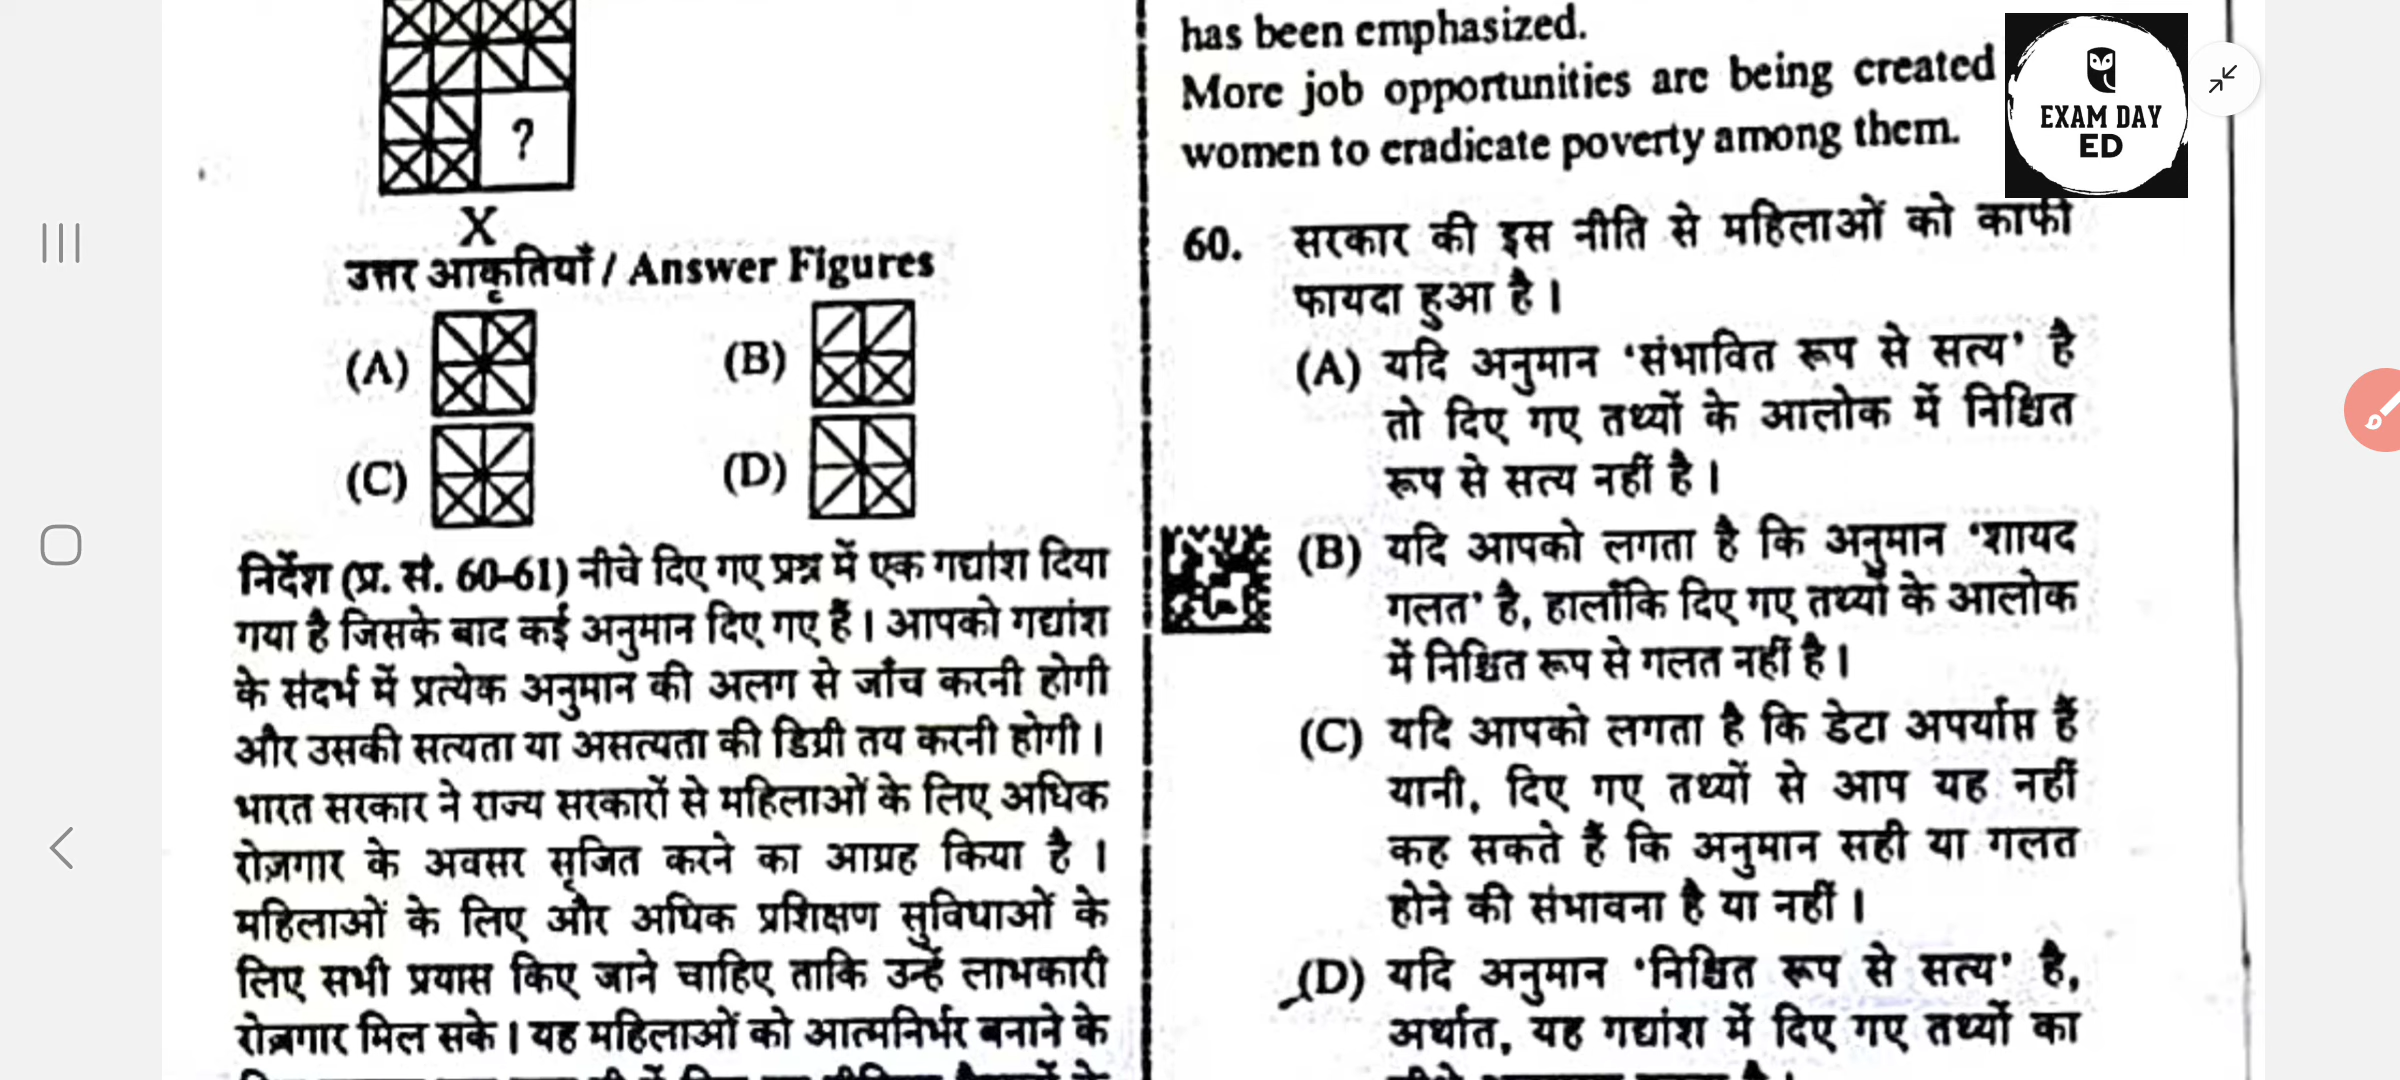 ?
X
उत्तर आकृतियाँ / Answer Figures
(A)
(B)
(C)
(D)
निर्देश (प्र. सं. 60-61) नीचे दिए गए प्रश्न में एक गद्यांश दिया
गया है जिसके बाद कई अनुमान दिए गए हैं । आपको गद्यांश
के संदर्भ में प्रत्येक अनुमान की अलग से जाँच करनी होगी
और उसकी सत्यता या असत्यता की डिग्री तय करनी होगी ।
भारत सरकार ने राज्य सरकारों से महिलाओं के लिए अधिक
रोज़गार के अवसर सृजित करने का आग्रह किया है ।
महिलाओं के लिए और अधिक प्रशिक्षण सुविधाओं के
लिए सभी प्रयास किए जाने चाहिए ताकि उन्हें लाभकारी
रोज़गार मिल सके । यह महिलाओं को आत्मनिर्भर बनाने के
has been emphasized.
More job opportunities are being created
women to eradicate poverty among them.
60. सरकार की इस नीति से महिलाओं को काफी
फायदा हुआ है ।
(A) यदि अनुमान ‘संभावित रूप से सत्य’ है
तो दिए गए तथ्यों के आलोक में निश्चित
रूप से सत्य नहीं है ।
(B) यदि आपको लगता है कि अनुमान ‘शायद
गलत’ है, हालाँकि दिए गए तथ्यों के आलोक
में निश्चित रूप से गलत नहीं है ।
(C) यदि आपको लगता है कि डेटा अपर्याप्त हैं
यानी, दिए गए तथ्यों से आप यह नहीं
कह सकते हैं कि अनुमान सही या गलत
होने की संभावना है या नहीं ।
(D) यदि अनुमान ‘निश्चित रूप से सत्य’ है,
अर्थात, यह गद्यांश में दिए गए तथ्यों का
EXAM DAY
ED